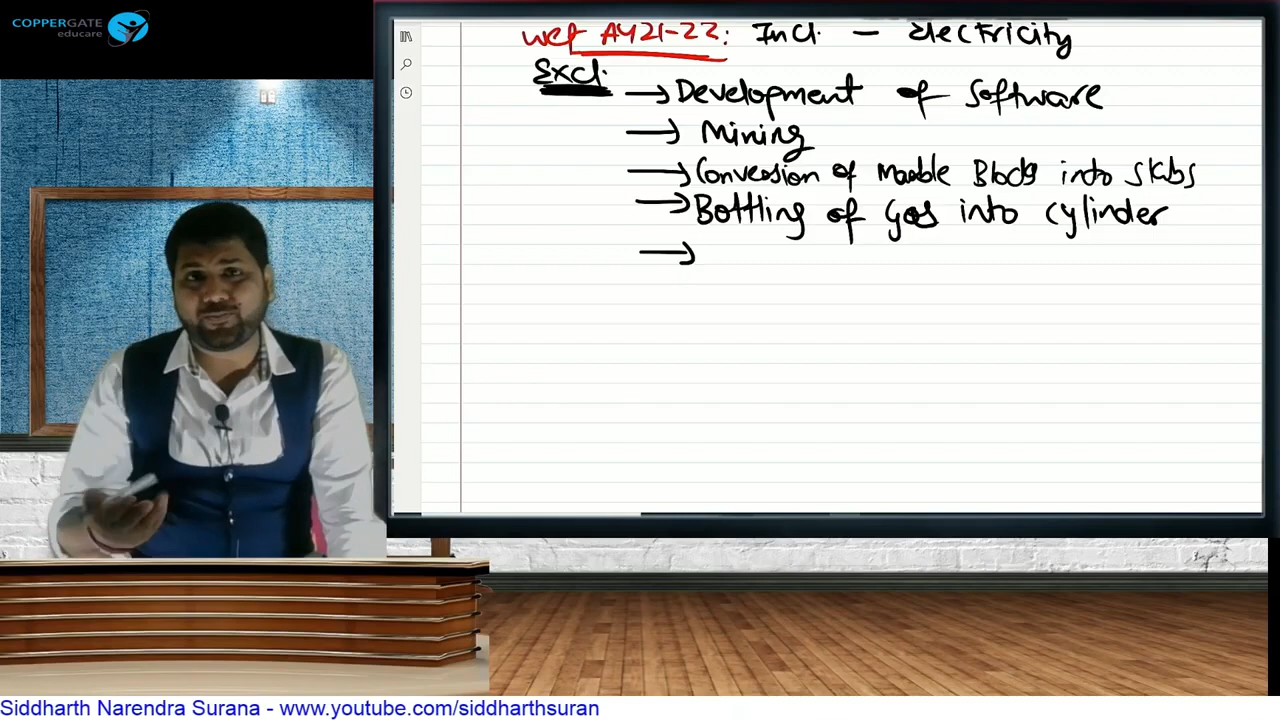 COPPERGATE
educare
wef AY21-22: Incl. — Electricity
Excl.
→ Development of Software
→ Mining
→ Conversion of Marble Blocks into Slabs
→ Bottling of gas into cylinder
→
Siddharth Narendra Surana - www.youtube.com/siddharthsuran